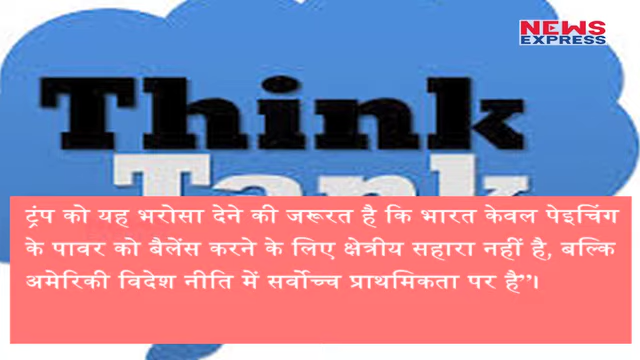 NEWS
EXPRESS
Think
Tank
ट्रंप को यह भरोसा देने की जरूरत है कि भारत केवल पेइचिंग
के पावर को बैलेंस करने के लिए क्षेत्रीय सहारा नहीं है, बल्कि
अमेरिकी विदेश नीति में सर्वोच्च प्राथमिकता पर है”।